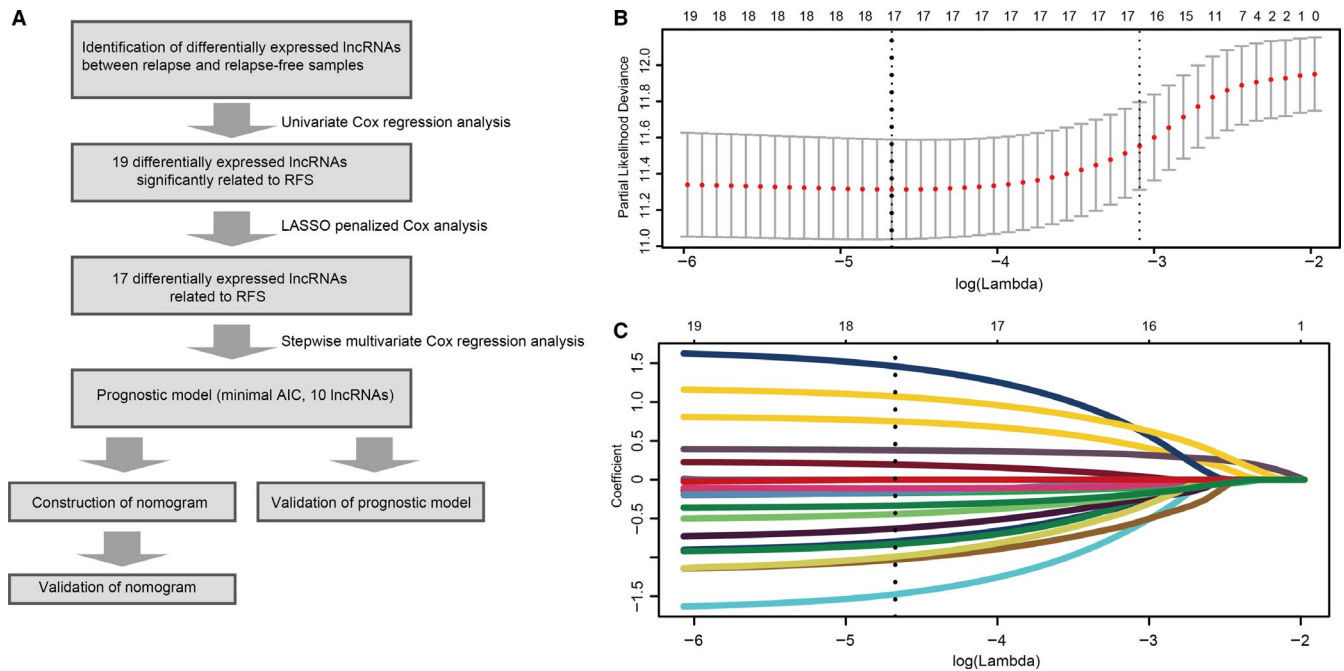 A
Identification of differentially expressed lncRNAs
between relapse and relapse-free samples
Univariate Cox regression analysis
19 differentially expressed lncRNAs
significantly related to RFS
LASSO penalized Cox analysis
17 differentially expressed lncRNAs
related to RFS
Stepwise multivariate Cox regression analysis
Prognostic model (minimal AIC, 10 lncRNAs)
Construction of nomogram
Validation of prognostic model
Validation of nomogram
B
19 18 18 18 18 18 18 17 17 17 17 17 17 17 17 16 15 11 7 4 2 2 1 0
Partial Likelihood Deviance
12.0
11.8
11.6
11.4
11.2
11.0
−6 −5 −4 −3 −2
log(Lambda)
C
19 18 17 16 1
Coefficient
1.5
1.0
0.5
0
−0.5
−1.5
−6 −5 −4 −3 −2
log(Lambda)